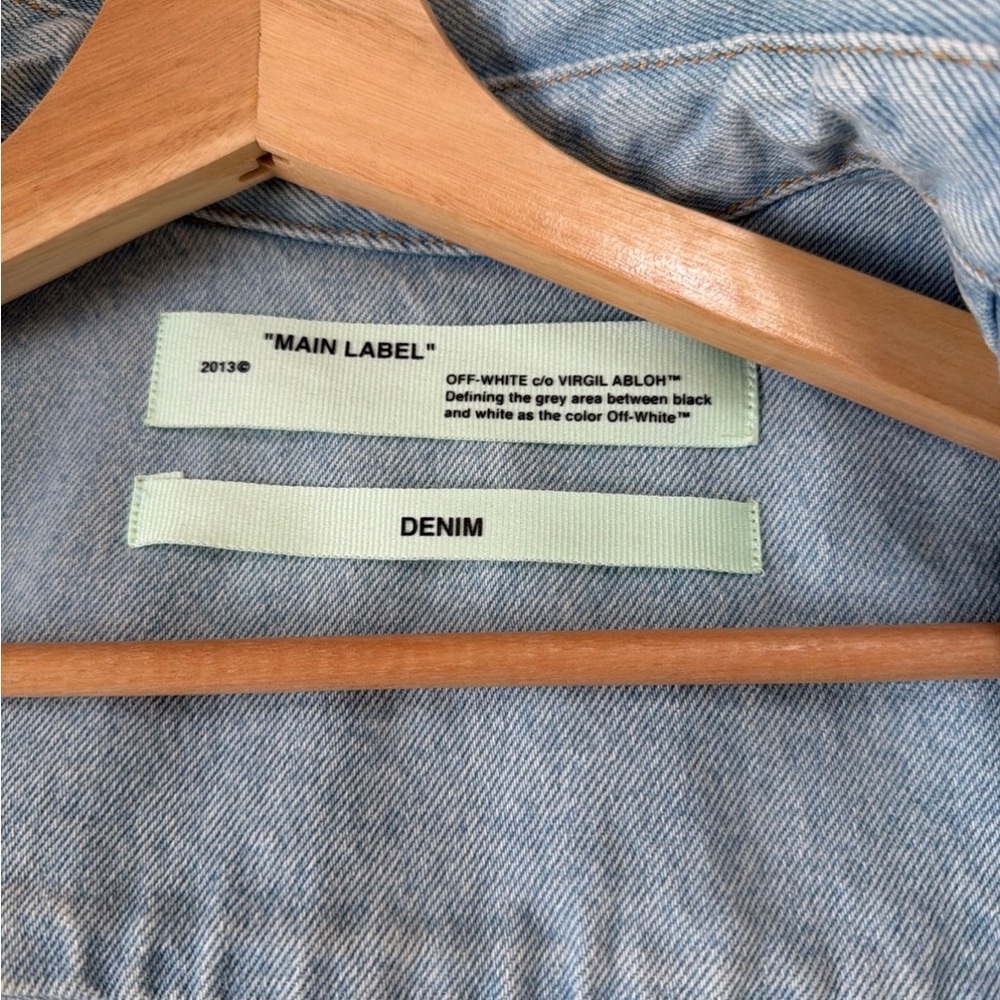 "MAIN LABEL"
2013©
OFF-WHITE c/o VIRGIL ABLOH™
Defining the grey area between black
and white as the color Off-White™
DENIM